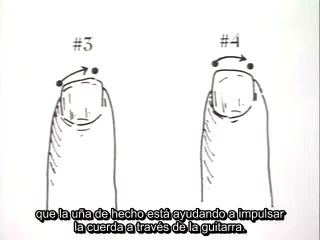 #3
#4
que la uña de hecho está ayudando a impulsar
la cuerda a través de la guitarra.